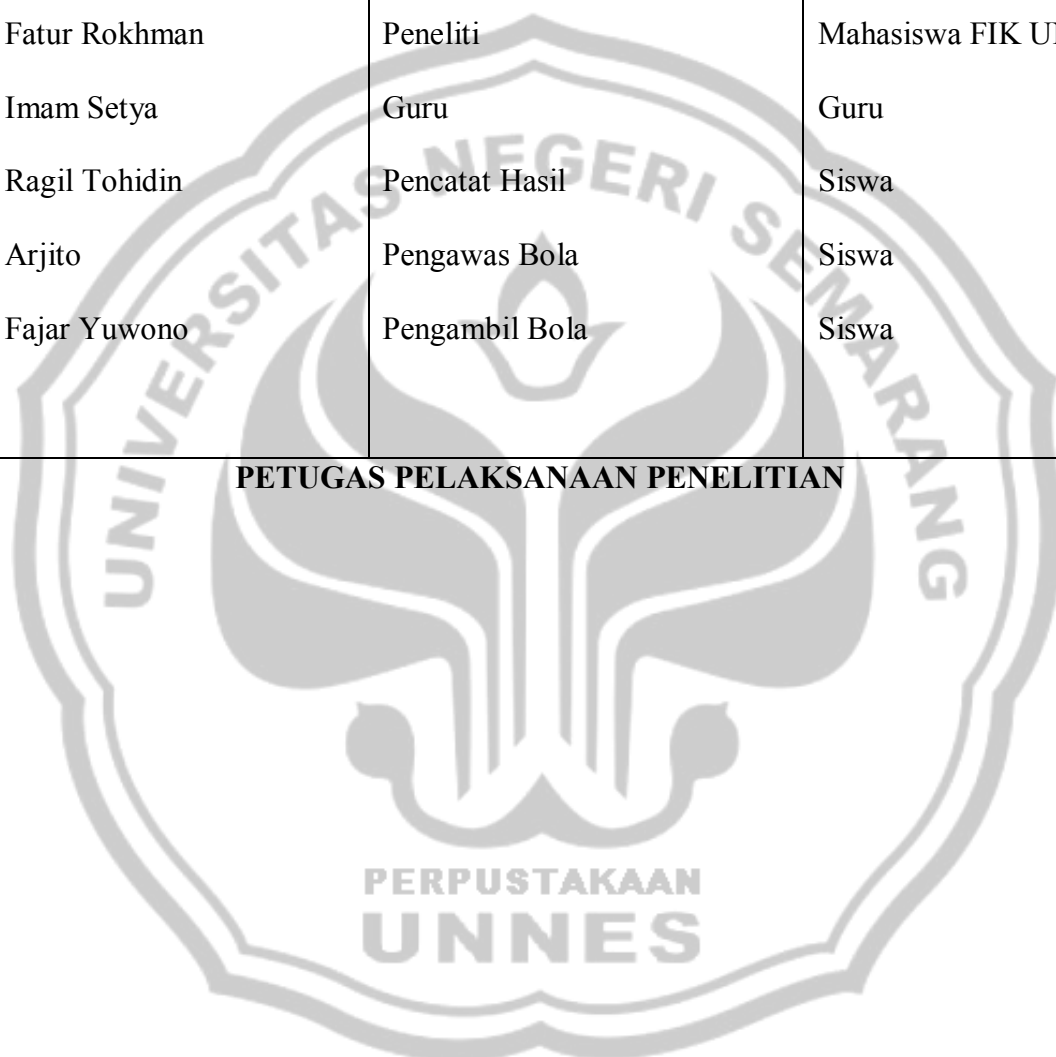 Fatur Rokhman Peneliti Mahasiswa FIK
Imam Setya Guru Guru
Ragil Tohidin Pencatat Hasil Siswa
Arjito Pengawas Bola Siswa
Fajar Yuwono Pengambil Bola Siswa
PETUGAS PELAKSANAAN PENELITIAN
UNIVERSITAS NEGERI SEMARANG
PERPUSTAKAAN
UNNES